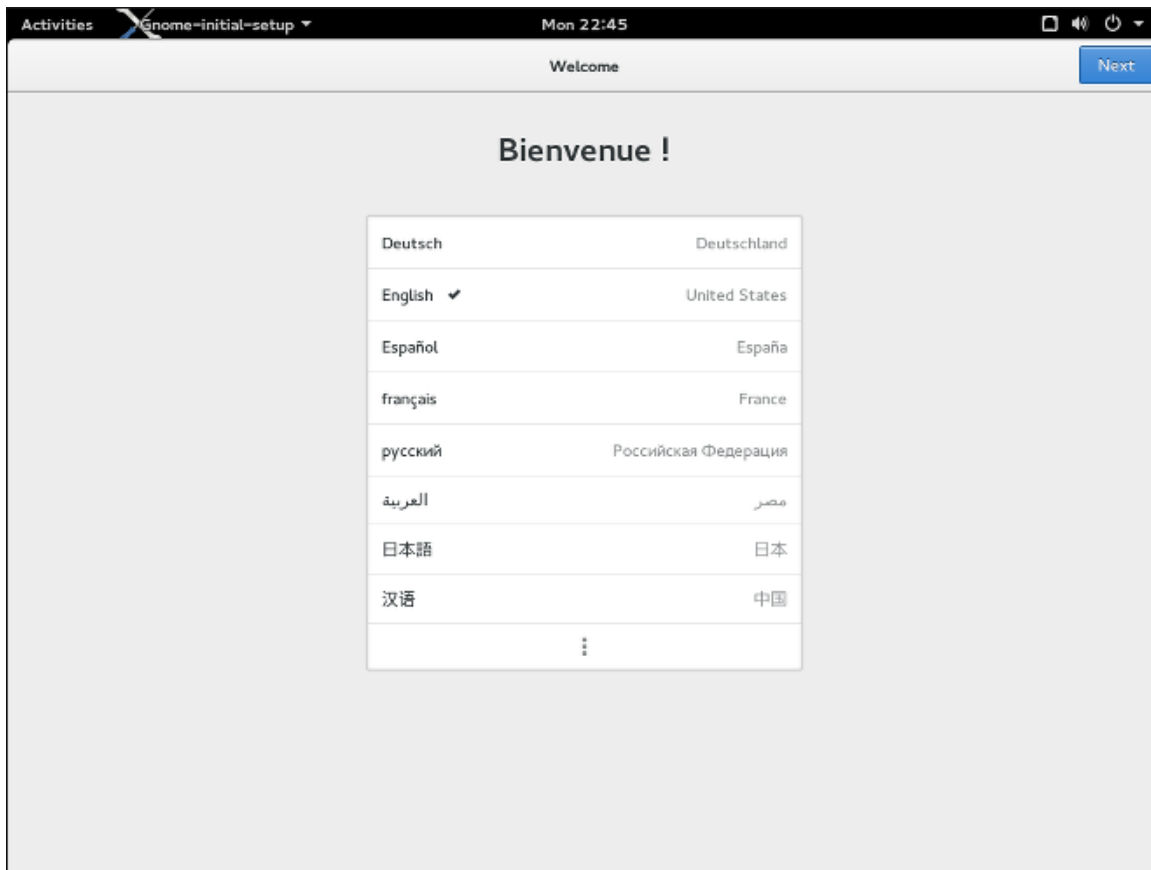 Activities Gnome-initial-setup Mon 22:45
Welcome Next
Bienvenue !
Deutsch Deutschland
English United States
Español España
français France
русский Российская Федерация
العربية مصر
日本語 日本
汉语 中国